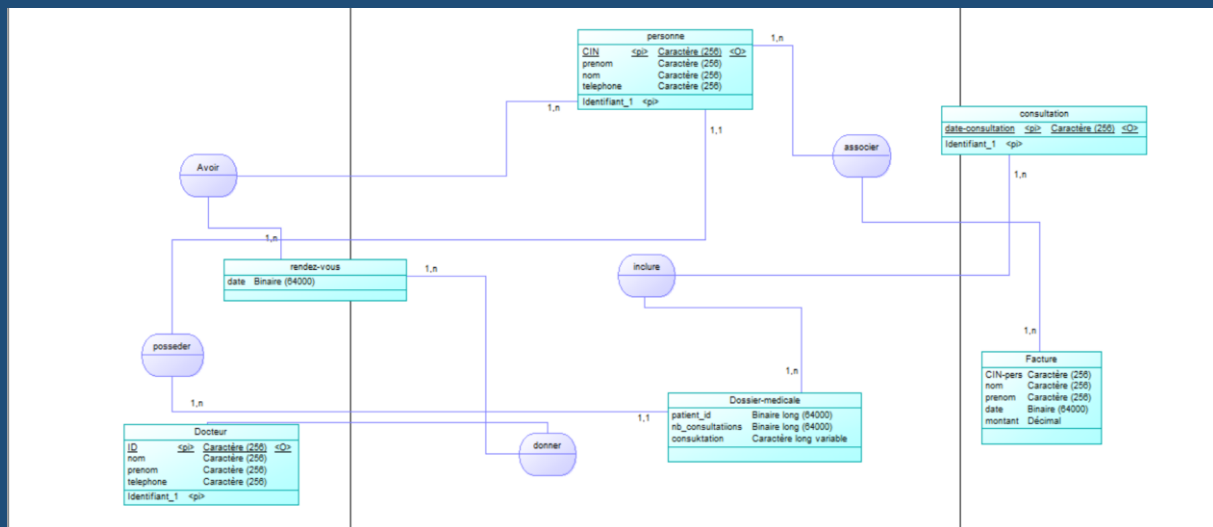 personne
CIN <pi> Caractère (256) <O>
prenom Caractère (256)
nom Caractère (256)
telephone Caractère (256)
Identifiant_1 <pi>
1,n
1,n
1,1
consultation
date-consultation <pi> Caractère (256) <O>
Identifiant_1 <pi>
associer
Avoir
1,n
1,n
rendez-vous
date Binaire (64000)
1,n
inclure
posseder
1,n
Facture
CIN-pers Caractère (256)
nom Caractère (256)
prenom Caractère (256)
date Binaire (64000)
montant Décimal
1,n
Dossier-medicale
patient_id Binaire long (64000)
nb_consultatiions Binaire long (64000)
consuktation Caractère long variable
1,n
1,1
Docteur
ID <pi> Caractère (256) <O>
nom Caractère (256)
prenom Caractère (256)
telephone Caractère (256)
Identifiant_1 <pi>
donner